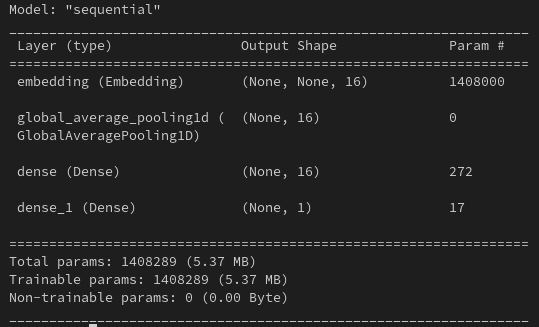 Model: "sequential"
_________________________________________________________________
Layer (type) Output Shape Param #
=================================================================
embedding (Embedding) (None, None, 16) 1408000
global_average_pooling1d ( (None, 16) 0
GlobalAveragePooling1D)
dense (Dense) (None, 16) 272
dense_1 (Dense) (None, 1) 17
=================================================================
Total params: 1408289 (5.37 MB)
Trainable params: 1408289 (5.37 MB)
Non-trainable params: 0 (0.00 Byte)
_________________________________________________________________